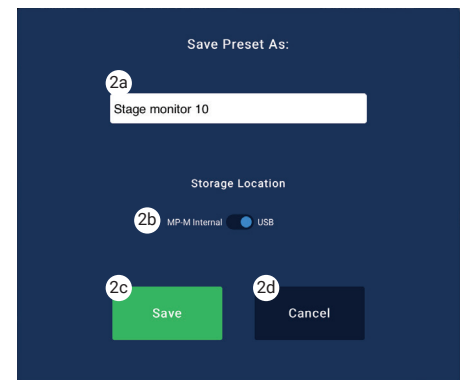 Save Preset As:
2a
Stage monitor 10
Storage Location
2b MP-M Internal USB
2c 2d
Save Cancel